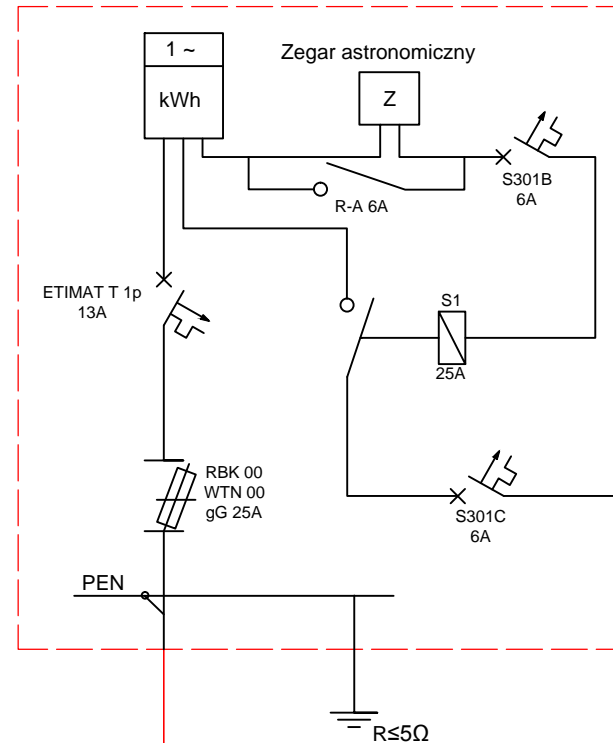 1 ~
kWh
Zegar astronomiczny
Z
R-A 6A
S301B
6A
ETIMAT T 1p
13A
S1
25A
RBK 00
WTN 00
gG 25A
S301C
6A
PEN
R≤5Ω